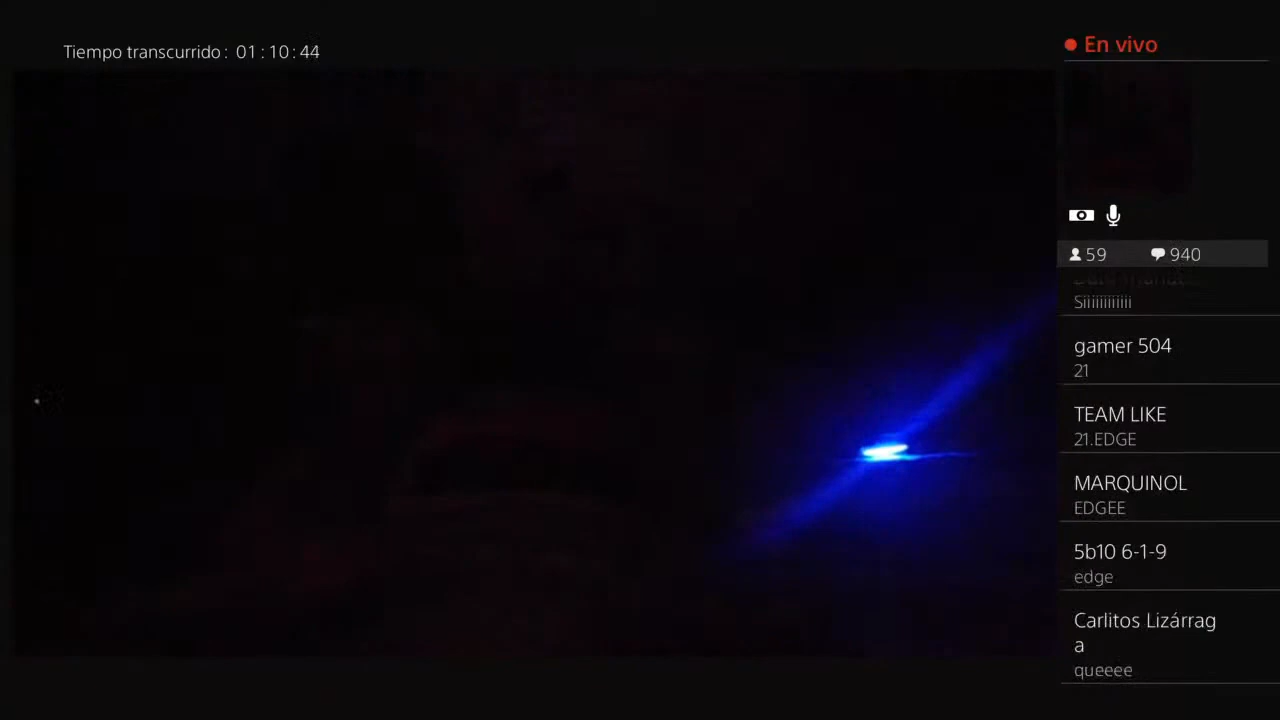 Tiempo transcurrido: 01:10:44
En vivo
59 940
Siiiiiiiiiii
gamer 504
21
TEAM LIKE
21.EDGE
MARQUINOL
EDGEE
5b10 6-1-9
edge
Carlitos Lizárrag
a
queeee